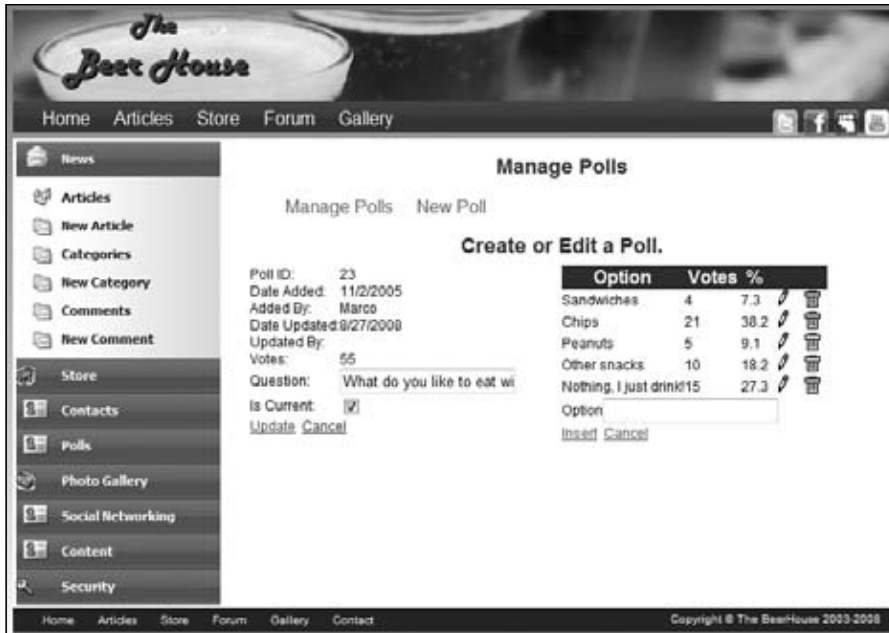 The
Beer House
Home Articles Store Forum Gallery
News
Articles
New Article
Categories
New Category
Comments
New Comment
Store
Contacts
Polls
Photo Gallery
Social Networking
Content
Security
Manage Polls
Manage Polls New Poll
Create or Edit a Poll.
Poll ID: 23
Date Added: 11/2/2005
Added By: Marco
Date Updated:8/27/2008
Updated By:
Votes: 55
Question: What do you like to eat wi
Is Current:
Update Cancel
Option Votes %
Sandwiches 4 7.3
Chips 21 38.2
Peanuts 5 9.1
Other snacks 10 18.2
Nothing, I just drink!15 27.3
Option
Insert Cancel
Home Articles Store Forum Gallery Contact
Copyright © The BeerHouse 2003-2008